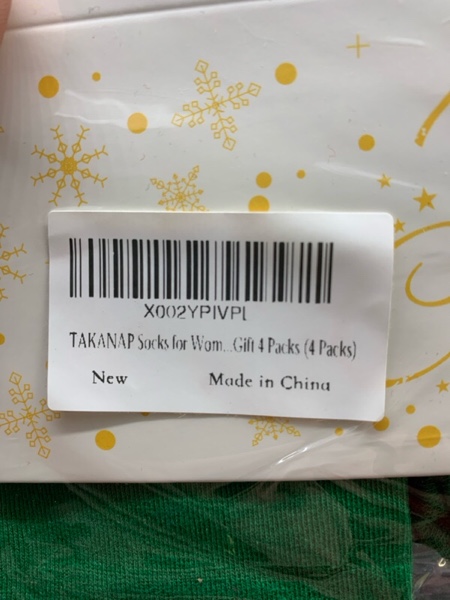 X002YPIVPL
TAKANAP Socks for Wom...Gift 4 Packs (4 Packs)
New Made in China